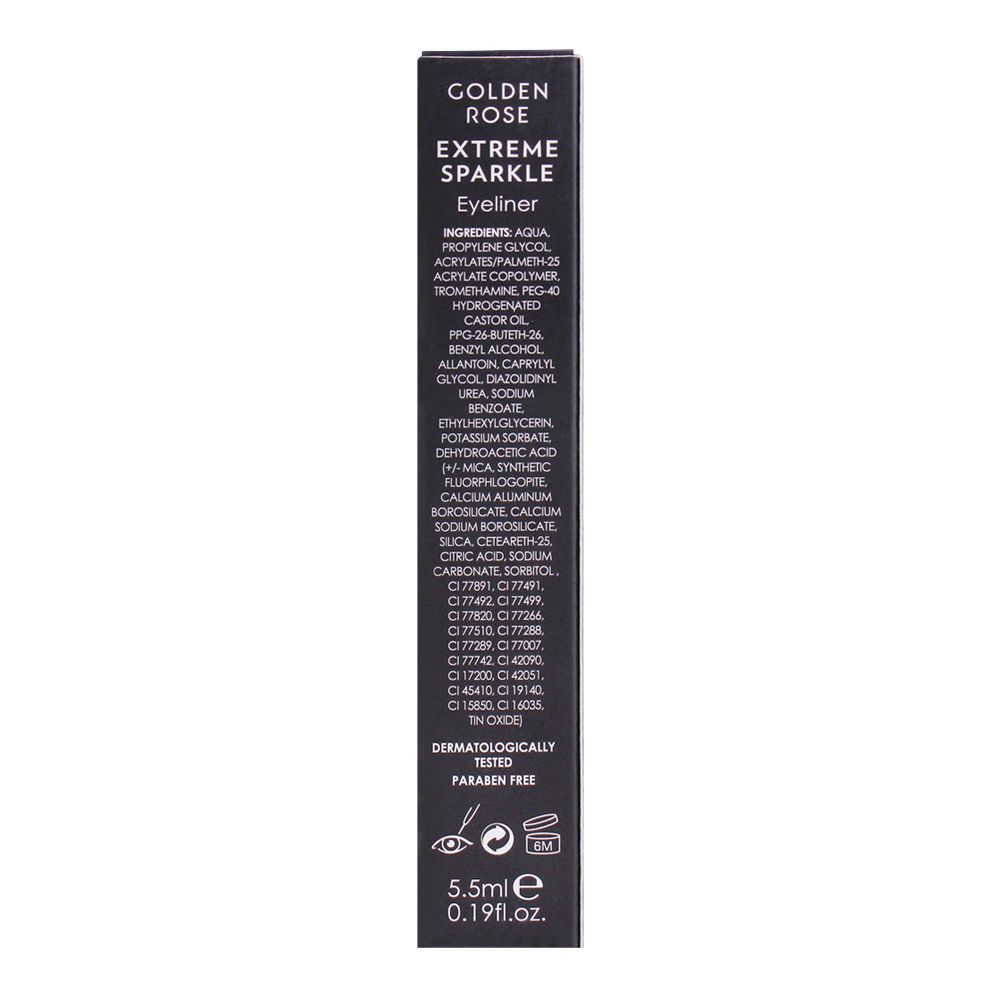 GOLDEN
ROSE
EXTREME
SPARKLE
Eyeliner
INGREDIENTS: AQUA,
PROPYLENE GLYCOL,
ACRYLATES/PALMETH-25
ACRYLATE COPOLYMER,
TROMETHAMINE, PEG-40
HYDROGENATED
CASTOR OIL,
PPG-26-BUTETH-26,
BENZYL ALCOHOL,
ALLANTOIN, CAPRYLYL
GLYCOL, DIAZOLIDINYL
UREA, SODIUM
BENZOATE,
ETHYLHEXYLGLYCERIN,
POTASSIUM SORBATE,
DEHYDROACETIC ACID
(+/- MICA, SYNTHETIC
FLUORPHLOGOPITE,
CALCIUM ALUMINUM
BOROSILICATE, CALCIUM
SODIUM BOROSILICATE,
SILICA, CETEARETH-25,
CITRIC ACID, SODIUM
CARBONATE, SORBITOL ,
CI 77891, CI 77491,
CI 77492, CI 77499,
CI 77820, CI 77266,
CI 77510, CI 77288,
CI 77289, CI 77007,
CI 77742, CI 42090,
CI 17200, CI 42051,
CI 45410, CI 19140,
CI 15850, CI 16035,
TIN OXIDE)
DERMATOLOGICALLY
TESTED
PARABEN FREE
6M
5.5ml e
0.19fl.oz.